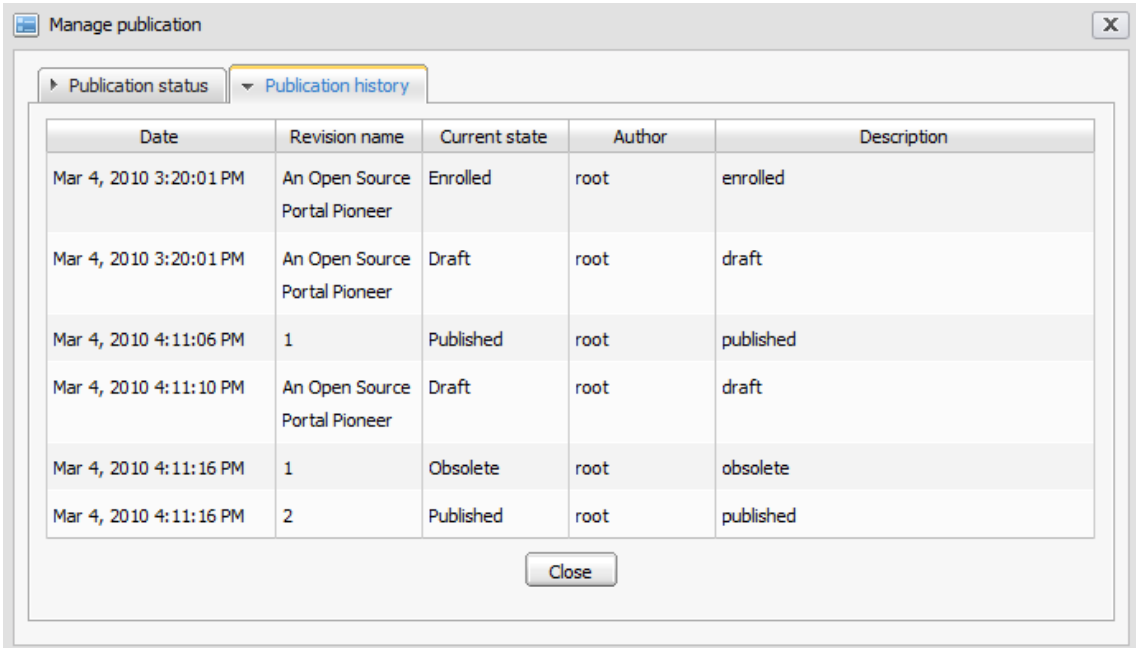 Manage publication
X
Publication status Publication history
Date Revision name Current state Author Description
Mar 4, 2010 3:20:01 PM An Open Source Enrolled root enrolled
Portal Pioneer
Mar 4, 2010 3:20:01 PM An Open Source Draft root draft
Portal Pioneer
Mar 4, 2010 4:11:06 PM 1 Published root published
Mar 4, 2010 4:11:10 PM An Open Source Draft root draft
Portal Pioneer
Mar 4, 2010 4:11:16 PM 1 Obsolete root obsolete
Mar 4, 2010 4:11:16 PM 2 Published root published
Close